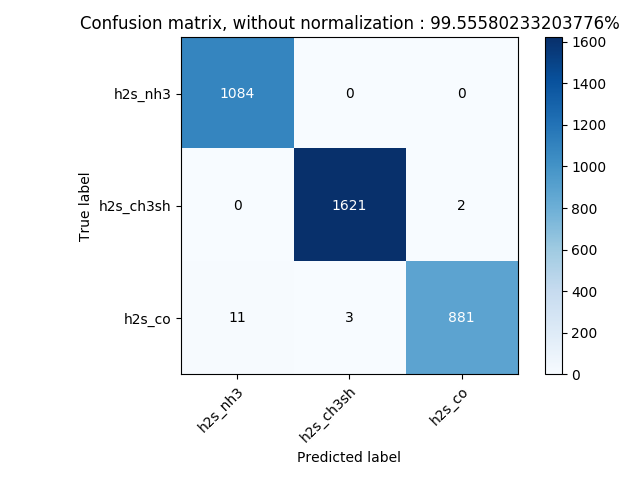 Confusion matrix, without normalization : 99.55580233203776%
h2s_nh3 1084 0 0
h2s_ch3sh 0 1621 2
h2s_co 11 3 881
h2s_nh3 h2s_ch3sh h2s_co
True label
Predicted label
1600
1400
1200
1000
800
600
400
200
0